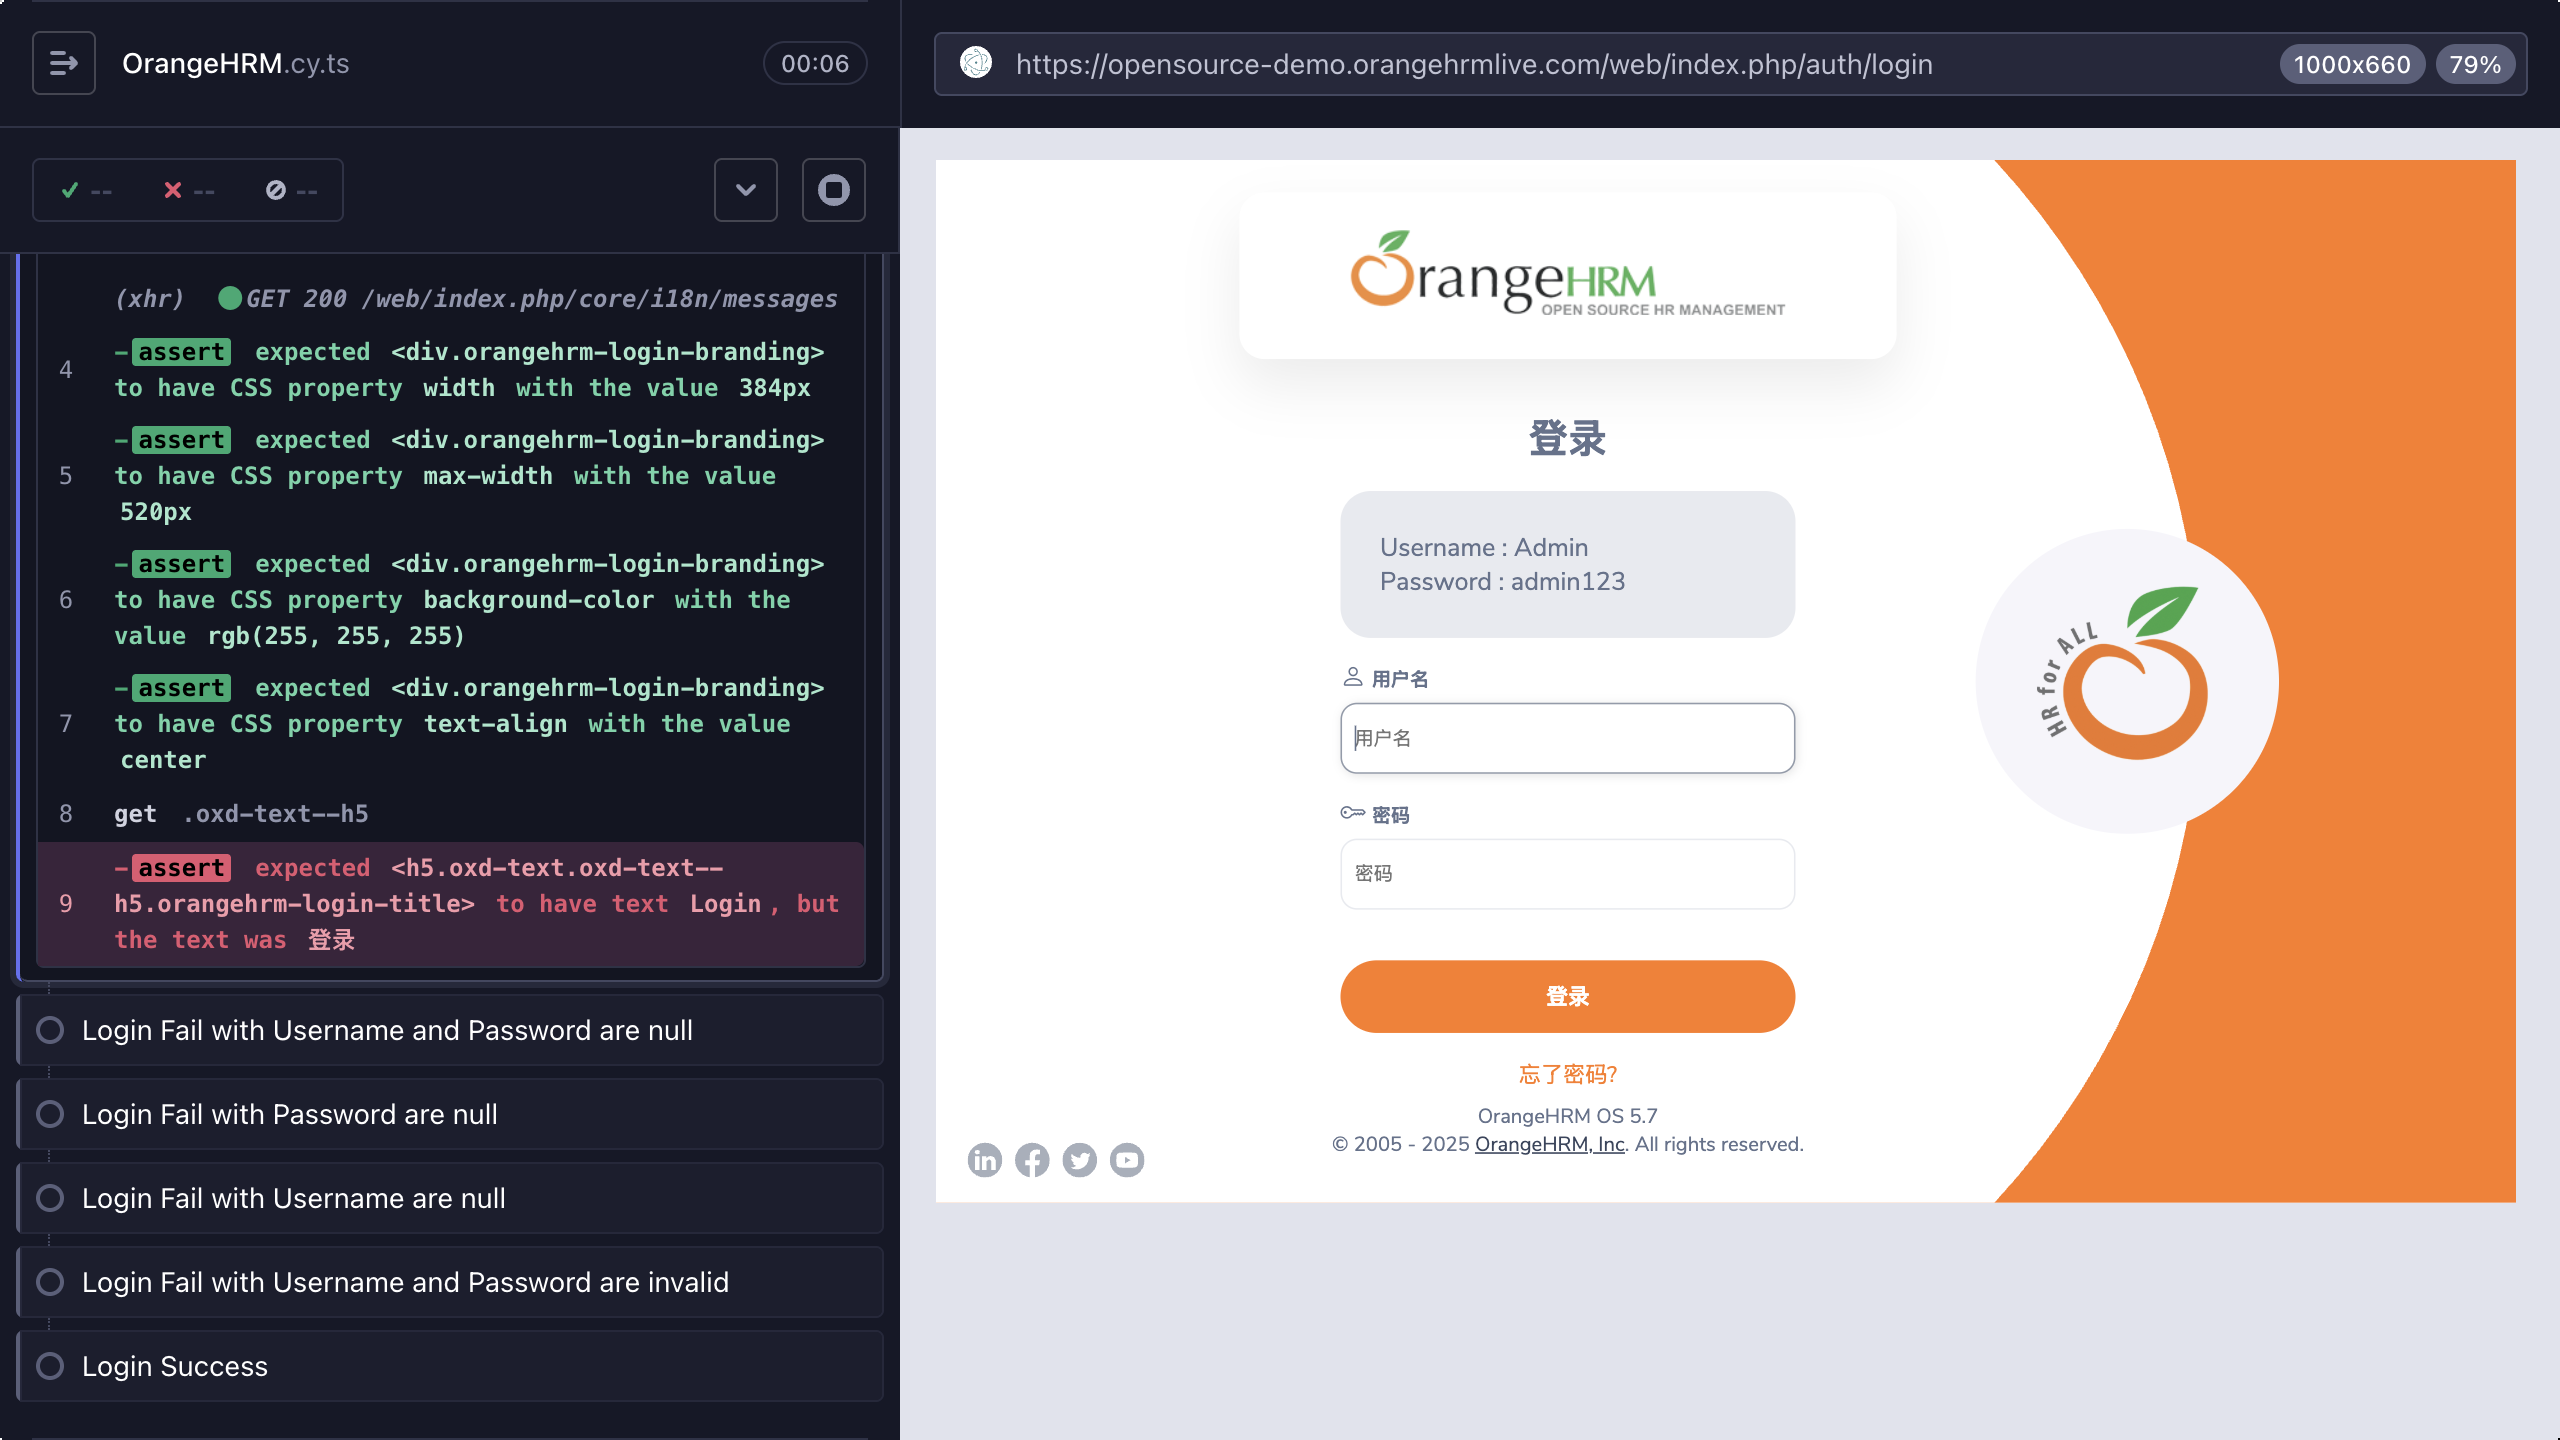 OrangeHRM.cy.ts
00:06
https://opensource-demo.orangehrmlive.com/web/index.php/auth/login
1000x660
79%
--
--
--
(xhr) GET 200 /web/index.php/core/i18n/messages
4 -assert expected <div.orangehrm-login-branding>
to have CSS property width with the value 384px
5 -assert expected <div.orangehrm-login-branding>
to have CSS property max-width with the value
520px
6 -assert expected <div.orangehrm-login-branding>
to have CSS property background-color with the
value rgb(255, 255, 255)
7 -assert expected <div.orangehrm-login-branding>
to have CSS property text-align with the value
center
8 get .oxd-text--h5
9 -assert expected <h5.oxd-text.oxd-text--
h5.orangehrm-login-title> to have text Login, but
the text was 登录
Login Fail with Username and Password are null
Login Fail with Password are null
Login Fail with Username are null
Login Fail with Username and Password are invalid
Login Success
OrangeHRM
OPEN SOURCE HR MANAGEMENT
登录
Username : Admin
Password : admin123
用户名
用户名
密码
密码
登录
忘了密码?
OrangeHRM OS 5.7
© 2005 - 2025 OrangeHRM, Inc. All rights reserved.
HR for ALL